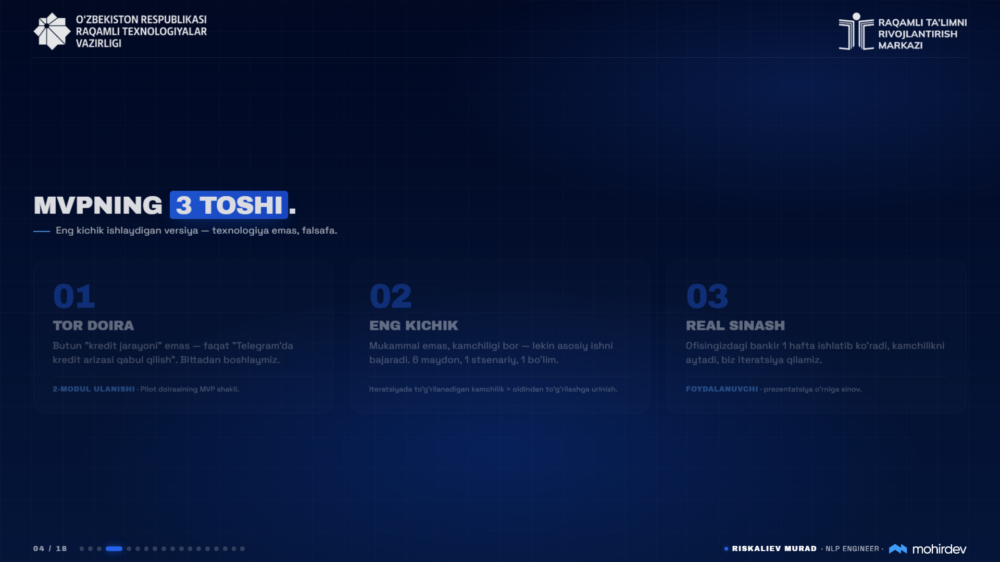 O'ZBEKISTON RESPUBLIKASI
RAQAMLI TEXNOLOGIYALAR
VAZIRLIGI
RAQAMLI TA'LIMNI
RIVOJLANTIRISH
MARKAZI
MVPNING 3 TOSHI.
Eng kichik ishlaydigan versiya — texnologiya emas, falsafa.
01
TOR DOIRA
Butun "kredit jarayoni" emas — faqat "Telegram'da
kredit arizasi qabul qilish". Bittadan boshlaymiz.
2-MODUL ULANISHI · Pilot doirasining MVP shakli.
02
ENG KICHIK
Mukammal emas, kamchiligi bor — lekin asosiy ishni
bajaradi. 6 maydon, 1 stsenariy, 1 bo'lim.
Iteratsiyada to'g'rilanadigan kamchilik > oldindan to'g'rilashga urinish.
03
REAL SINASH
Ofisingizdagi bankir 1 hafta ishlatib ko'radi, kamchilikni
aytadi, biz iteratsiya qilamiz.
FOYDALANUVCHI · prezentatsiya o'rniga sinov.
04 / 18
RISKALIEV MURAD · NLP ENGINEER · mohirdev